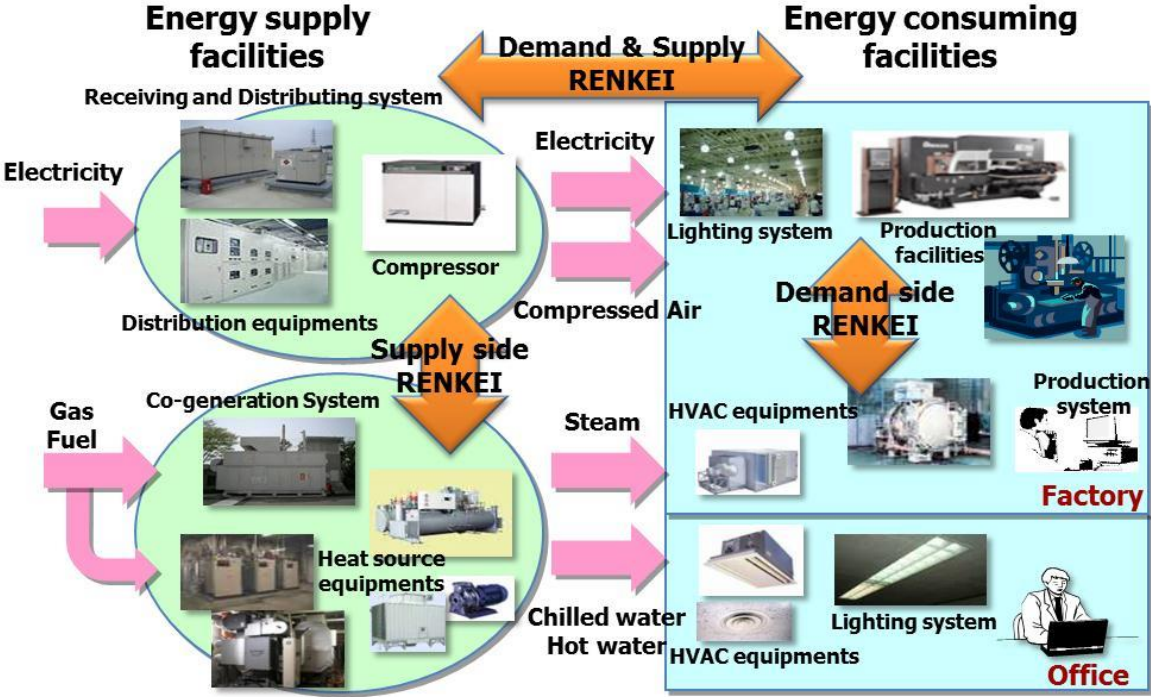 Energy supply
facilities
Energy consuming
facilities
Demand & Supply
RENKEI
Receiving and Distributing system
Electricity
Electricity
Compressor
Distribution equipments
Compressed Air
Lighting system
Production
facilities
Supply side
RENKEI
Demand side
RENKEI
Gas
Fuel
Co-generation System
Steam
Heat source
equipments
Chilled water
Hot water
HVAC equipments
Production
system
Factory
Lighting system
HVAC equipments
Office